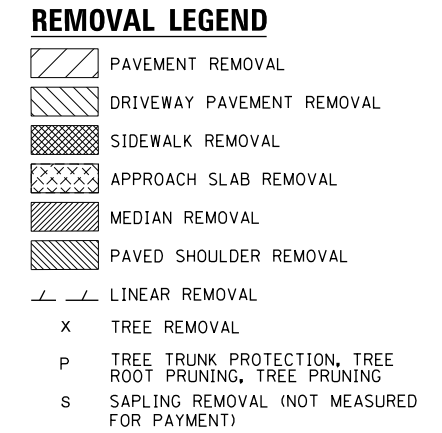 REMOVAL LEGEND
PAVEMENT REMOVAL
DRIVEWAY PAVEMENT REMOVAL
SIDEWALK REMOVAL
APPROACH SLAB REMOVAL
MEDIAN REMOVAL
PAVED SHOULDER REMOVAL
LINEAR REMOVAL
X TREE REMOVAL
P TREE TRUNK PROTECTION, TREE
ROOT PRUNING, TREE PRUNING
S SAPLING REMOVAL (NOT MEASURED
FOR PAYMENT)